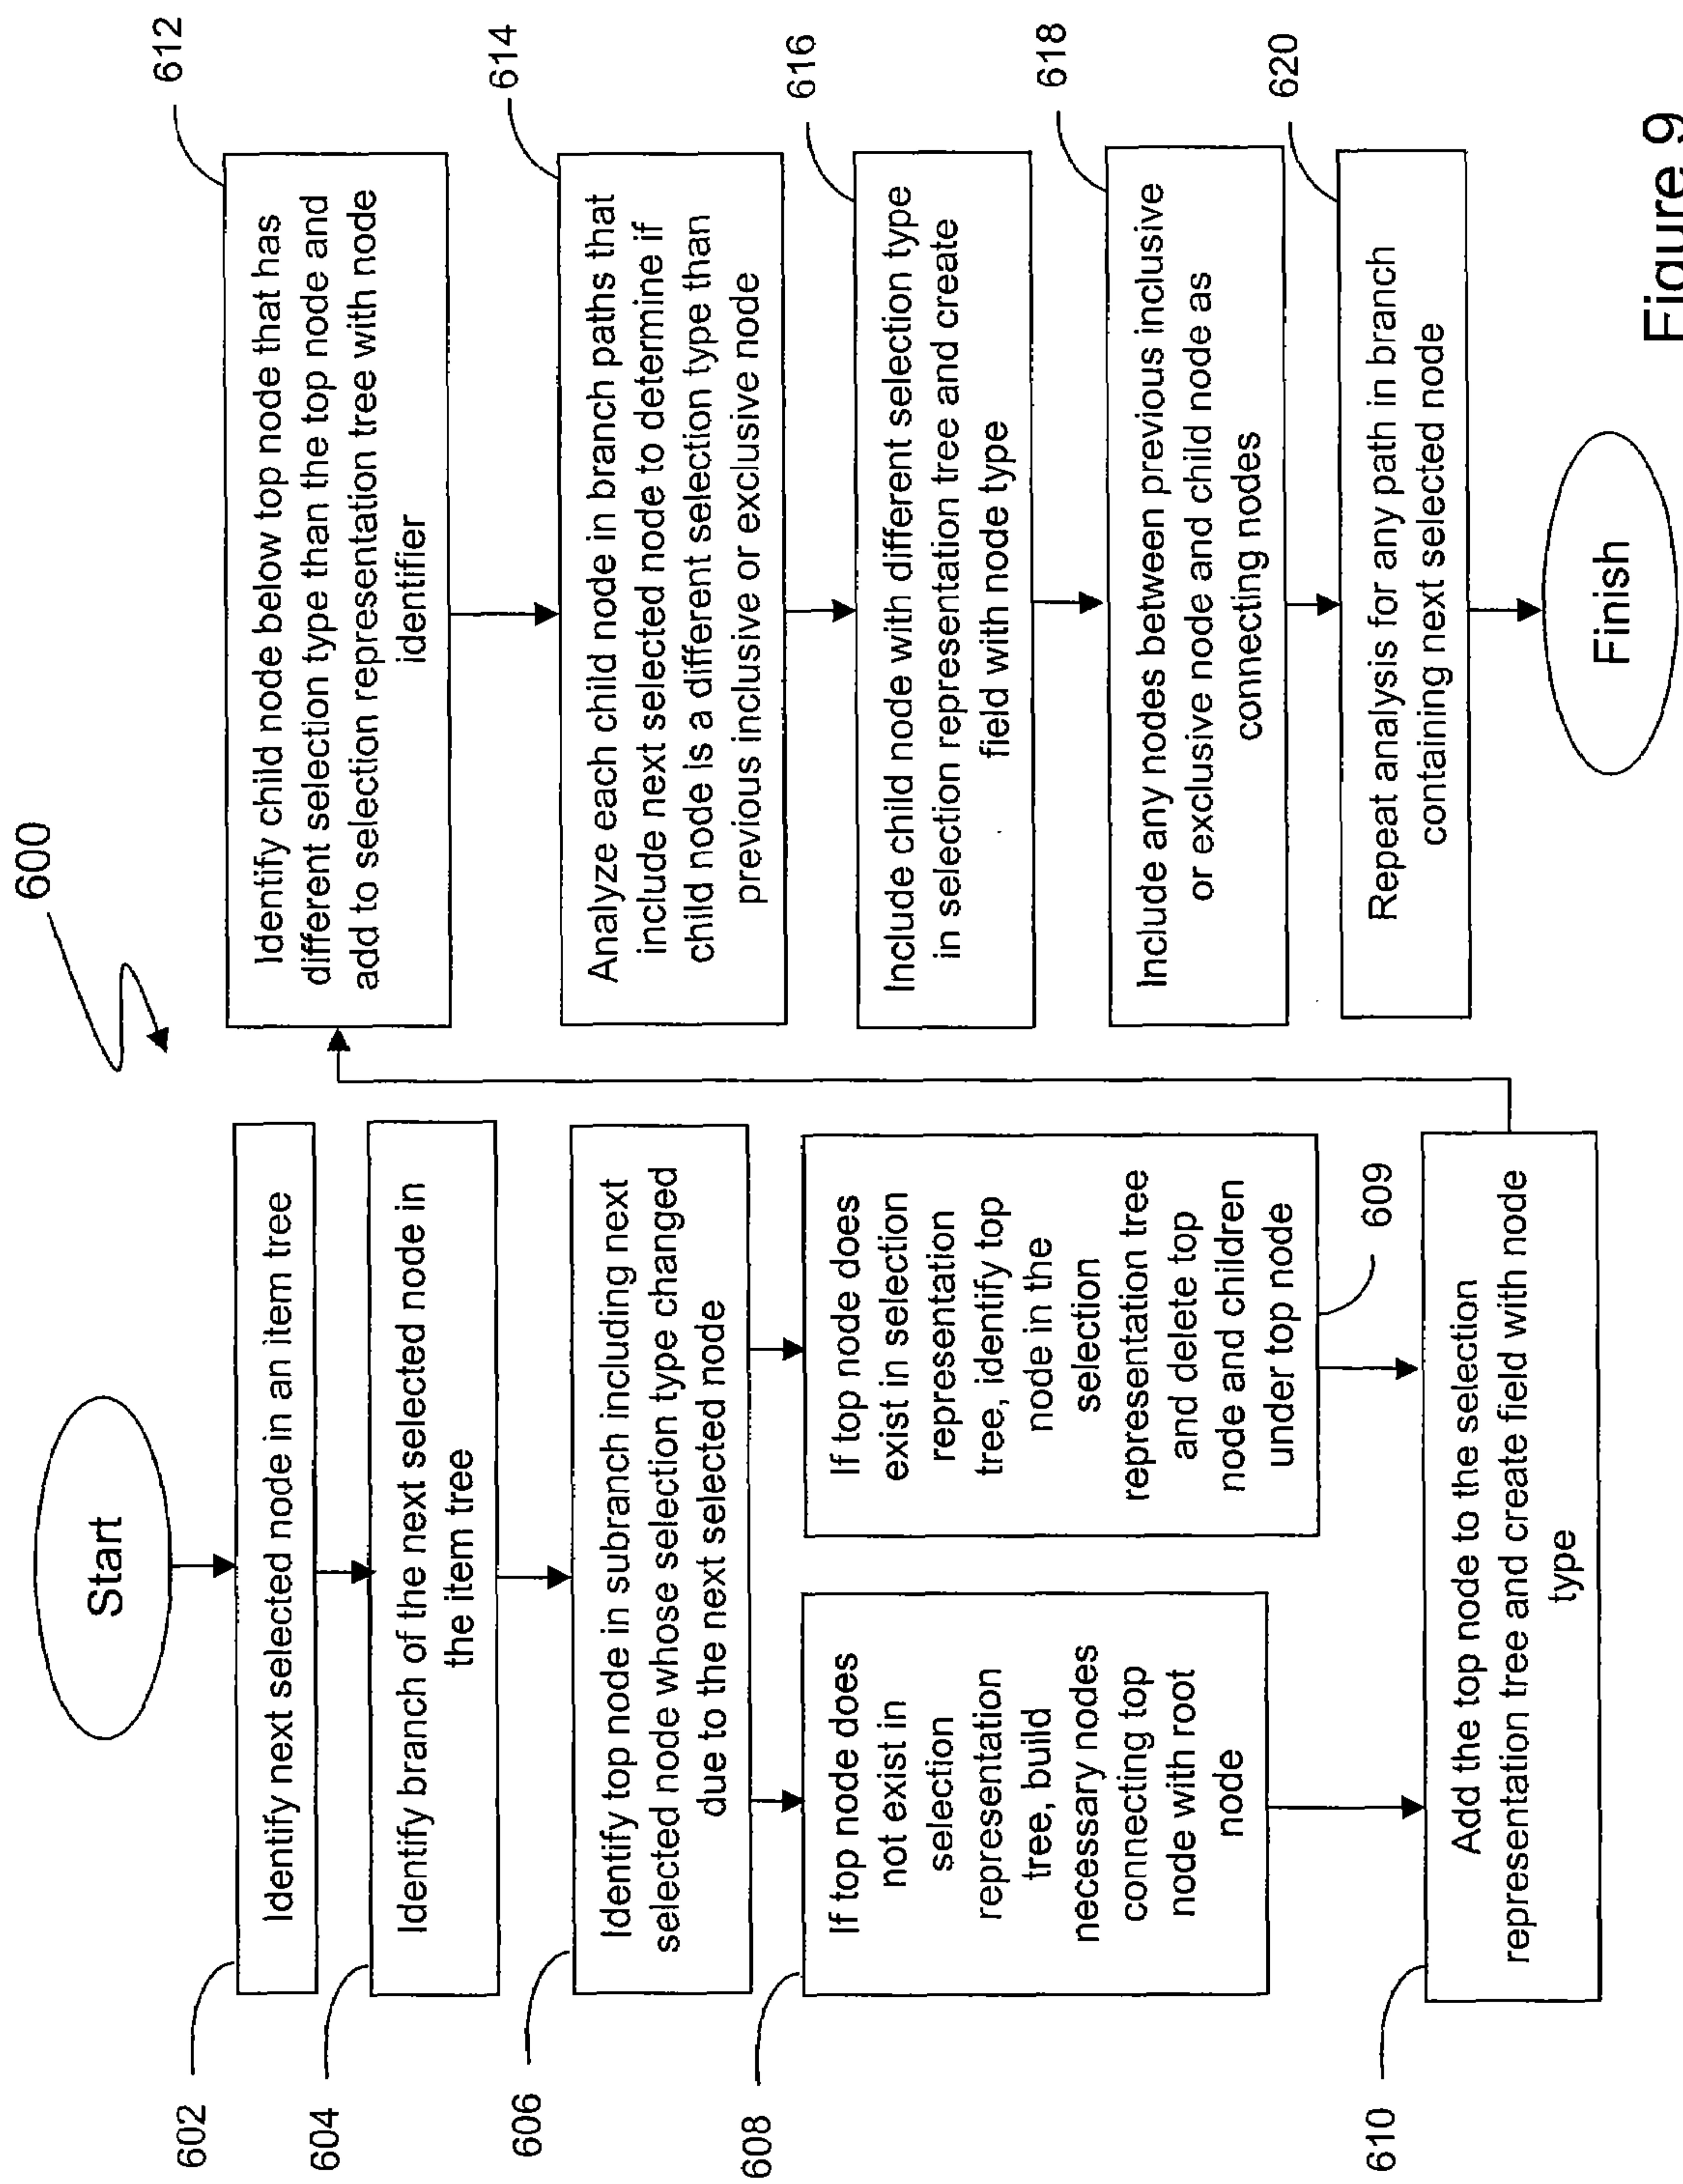 600
Start
602
Identify next selected node in an item tree
604
Identify branch of the next selected node in
the item tree
606
Identify top node in subbranch including next
selected node whose selection type changed
due to the next selected node
608
If top node does
not exist in
selection
representation
tree, build
necessary nodes
connecting top
node with root
node
If top node does
exist in selection
representation
tree, identify top
node in the
selection
representation tree
and delete top
node and children
under top node
609
610
Add the top node to the selection
representation tree and create field with node
type
612
Identify child node below top node that has
different selection type than the top node and
add to selection representation tree with node
identifier
614
Analyze each child node in branch paths that
include next selected node to determine if
child node is a different selection type than
previous inclusive or exclusive node
616
Include child node with different selection type
in selection representation tree and create
field with node type
618
Include any nodes between previous inclusive
or exclusive node and child node as
connecting nodes
620
Repeat analysis for any path in branch
containing next selected node
Finish
Figure 9